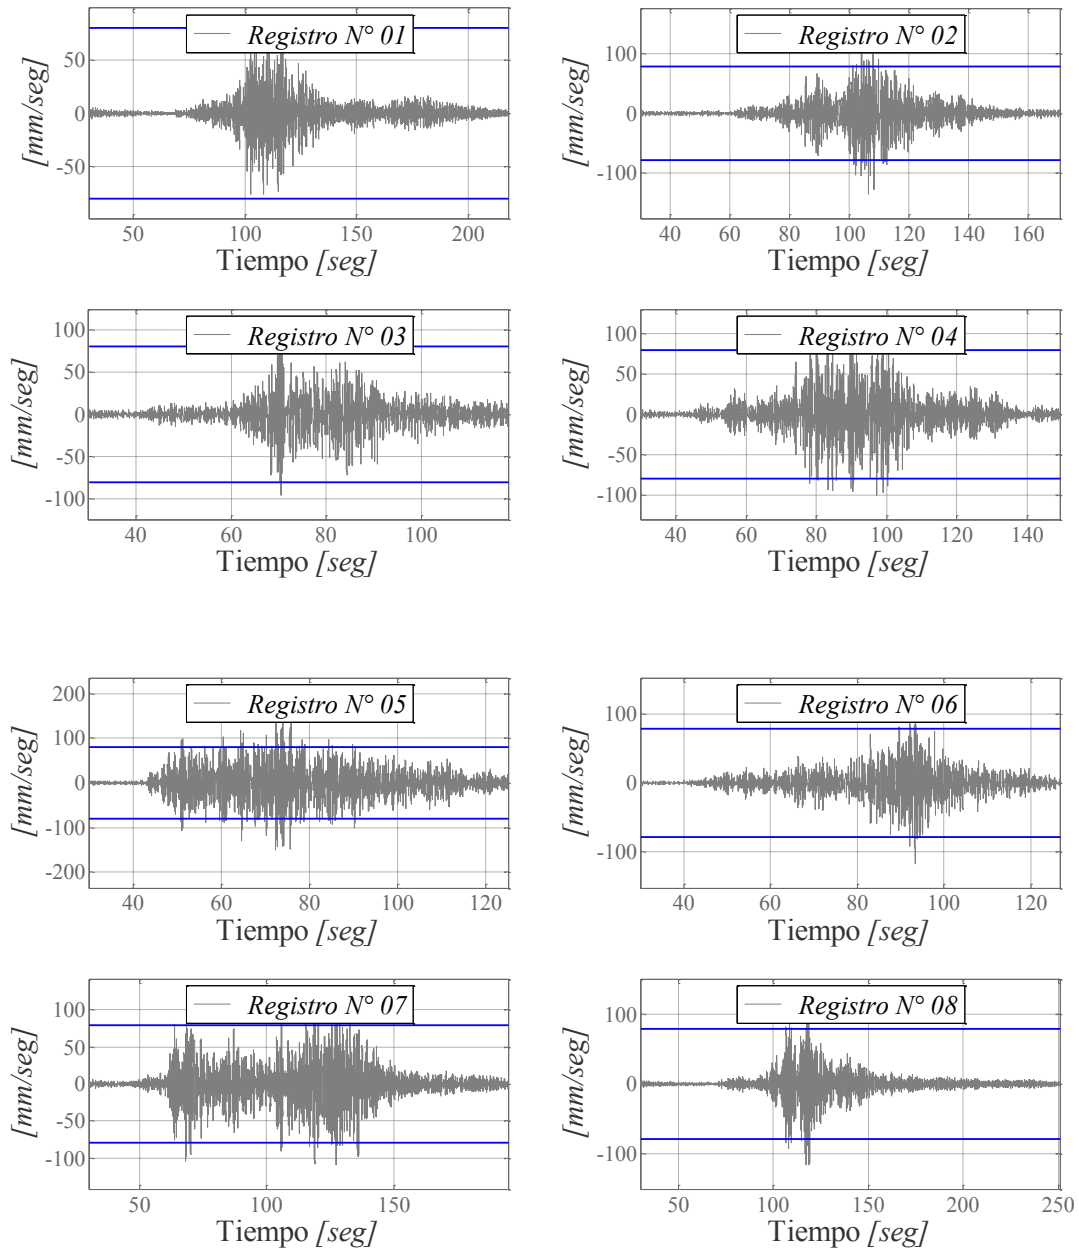 Registro N° 01
[mm/seg]
50
0
-50
50 100 150 200
Tiempo [seg]
Registro N° 02
[mm/seg]
100
0
-100
40 60 80 100 120 140 160
Tiempo [seg]
Registro N° 03
[mm/seg]
100
50
0
-50
-100
40 60 80 100
Tiempo [seg]
Registro N° 04
[mm/seg]
100
50
0
-50
-100
40 60 80 100 120 140
Tiempo [seg]
Registro N° 05
[mm/seg]
200
100
0
-100
-200
40 60 80 100 120
Tiempo [seg]
Registro N° 06
[mm/seg]
100
0
-100
40 60 80 100 120
Tiempo [seg]
Registro N° 07
[mm/seg]
100
50
0
-50
-100
50 100 150
Tiempo [seg]
Registro N° 08
[mm/seg]
100
0
-100
50 100 150 200 250
Tiempo [seg]